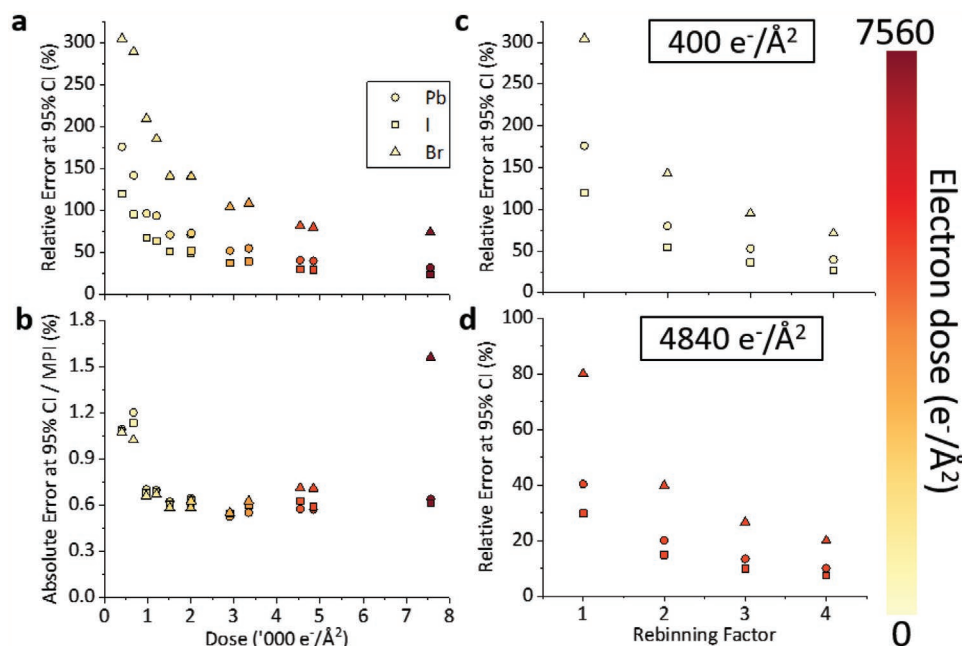 a
Relative Error at 95% CI (%)
300
250
200
150
100
50
0
Pb
I
Br
b
Absolute Error at 95% CI / MPI (%)
1.8
1.5
1.2
0.9
0.6
0.3
0.0
0 1 2 3 4 5 6 7 8
Dose ('000 e⁻/Å²)
c
400 e⁻/Å²
Relative Error at 95% CI (%)
300
250
200
150
100
50
0
d
4840 e⁻/Å²
Relative Error at 95% CI (%)
100
80
60
40
20
0
1 2 3 4
Rebinning Factor
7560
Electron dose (e⁻/Å²)
0